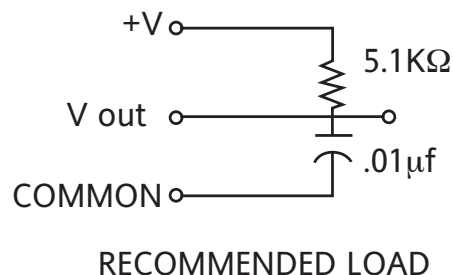 +V
5.1KΩ
V out
.01μf
COMMON
RECOMMENDED LOAD